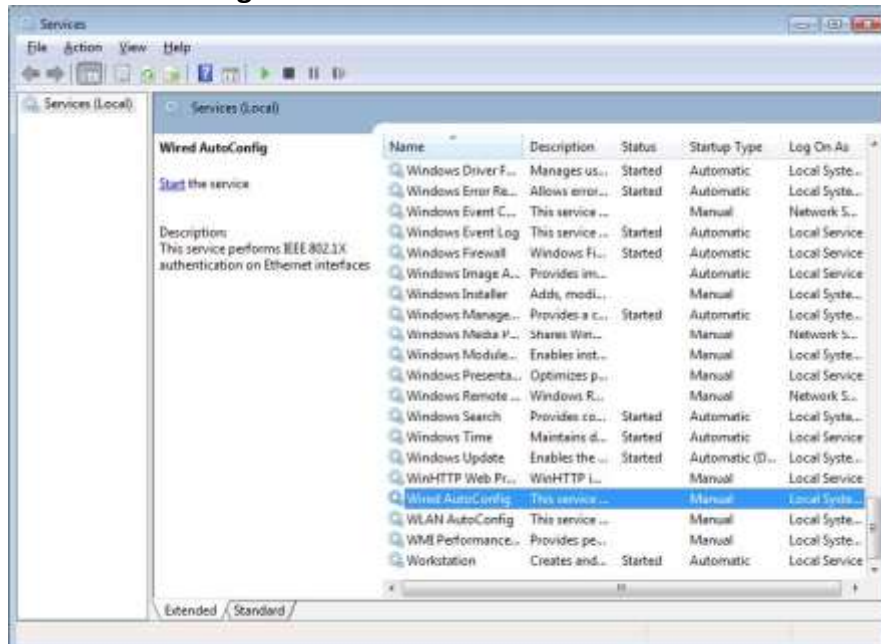 Services
File Action View Help
Services (Local)
Services (Local)
Wired AutoConfig
Start the service
Description:
This service performs IEEE 802.1X
authentication on Ethernet interfaces
Name Description Status Startup Type Log On As
Windows Driver F... Manages us... Started Automatic Local Syste...
Windows Error Re... Allows error... Started Automatic Local Syste...
Windows Event C... This service ... Manual Network S...
Windows Event Log This service ... Started Automatic Local Service
Windows Firewall Windows Fi... Started Automatic Local Service
Windows Image A... Provides im... Automatic Local Service
Windows Installer Adds, modi... Manual Local Syste...
Windows Manage... Provides a c... Started Automatic Local Syste...
Windows Media P... Shares Win... Manual Network S...
Windows Module... Enables inst... Manual Local Syste...
Windows Presenta... Optimizes p... Manual Local Service
Windows Remote ... Windows R... Manual Network S...
Windows Search Provides co... Started Automatic Local Syste...
Windows Time Maintains d... Started Automatic Local Service
Windows Update Enables the ... Started Automatic (D... Local Syste...
WinHTTP Web Pr... WinHTTP i... Manual Local Service
Wired AutoConfig This service ... Manual Local Syste...
WLAN AutoConfig This service ... Manual Local Syste...
WMI Performance... Provides pe... Manual Local Syste...
Workstation Creates and... Started Automatic Local Service
Extended Standard